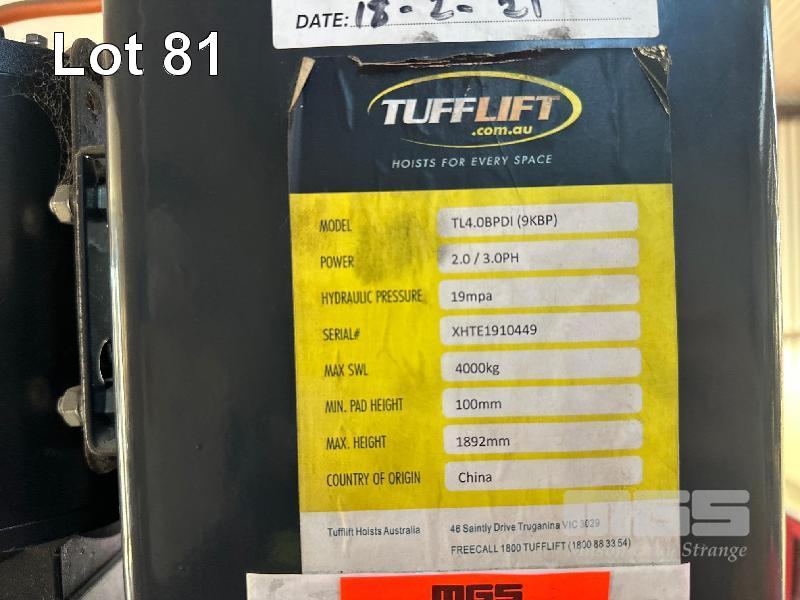 DATE: 18-2-21
Lot 81
TUFFLIFT
.com.au
HOISTS FOR EVERY SPACE
MODEL TL4.0BPDI (9KBP)
POWER 2.0 / 3.0PH
HYDRAULIC PRESSURE 19mpa
SERIAL# XHTE1910449
MAX SWL 4000kg
MIN. PAD HEIGHT 100mm
MAX. HEIGHT 1892mm
COUNTRY OF ORIGIN China
Tufflift Hoists Australia 46 Saintly Drive Truganina VIC 3029
FREECALL 1800 TUFFLIFT (1800 88 33 54)
MGS
Strange
MGS